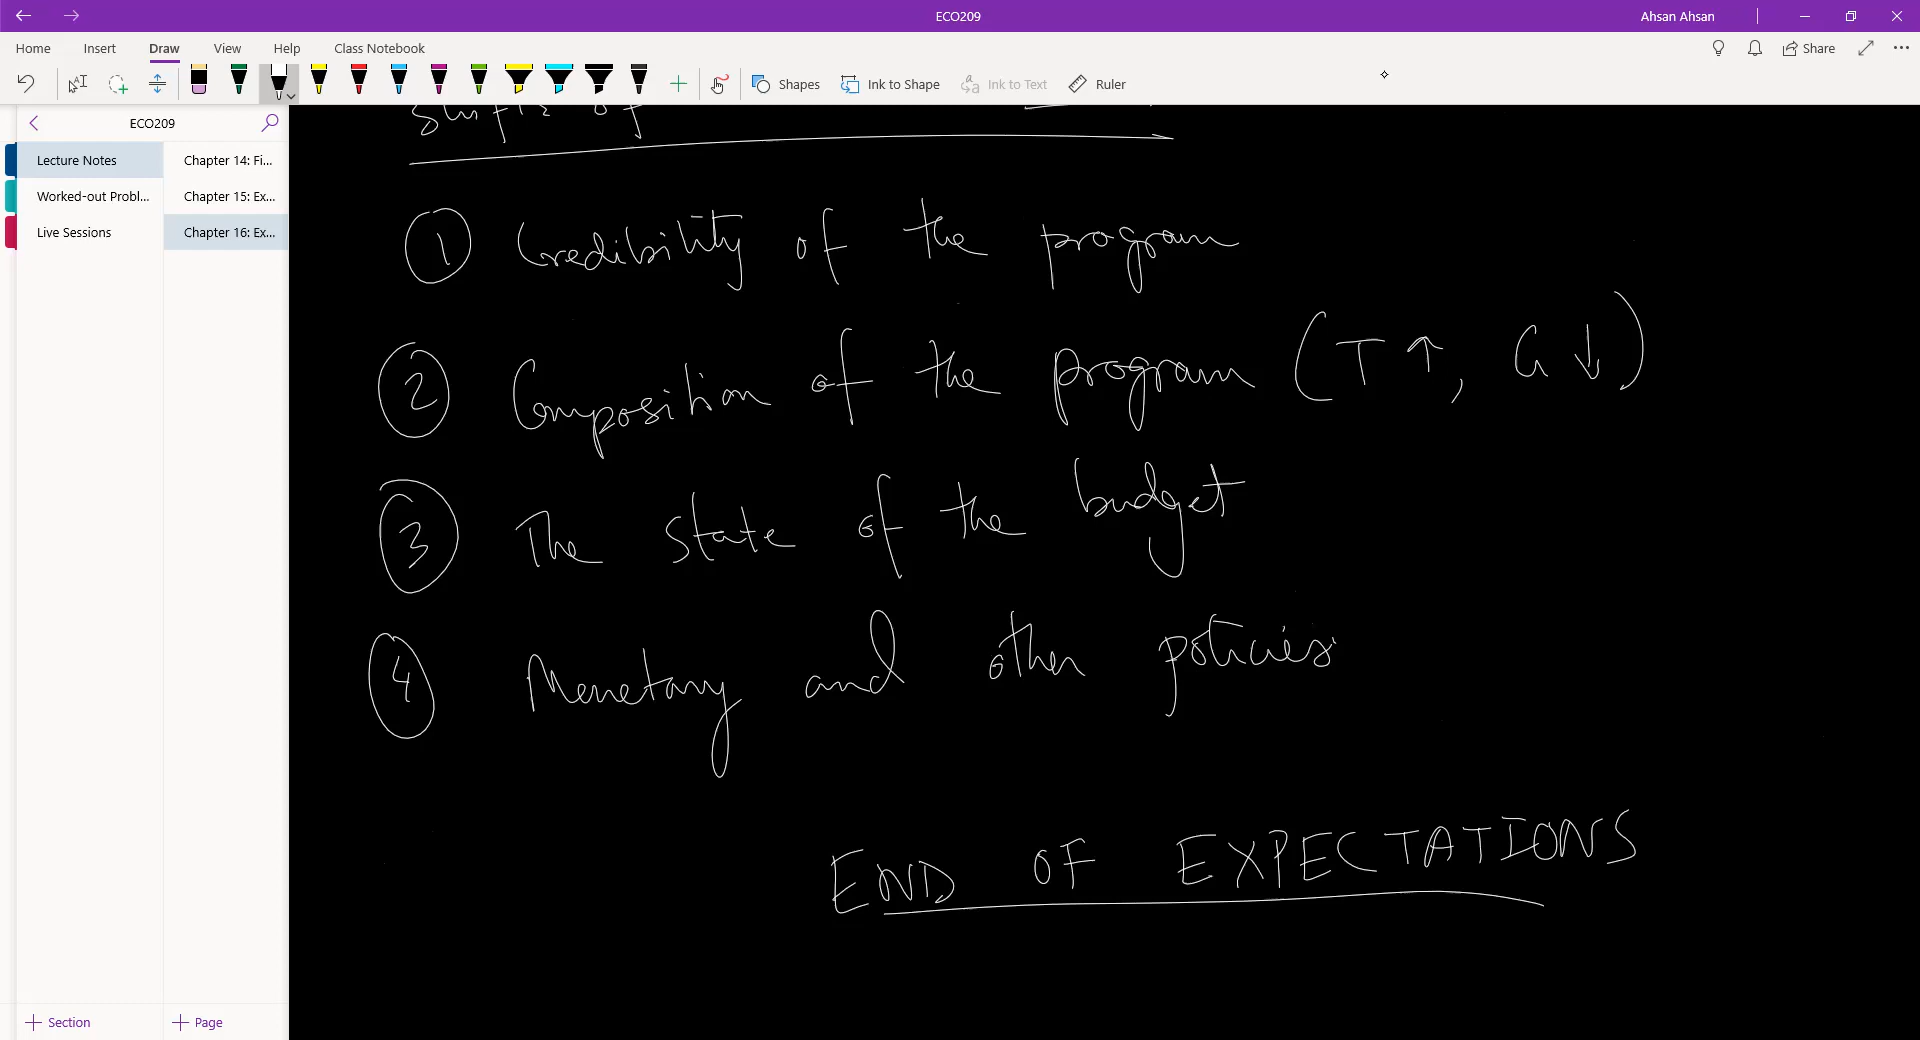 ECO209
Ahsan Ahsan
Home Insert Draw View Help Class Notebook
Share
Shapes Ink to Shape Ink to Text Ruler
ECO209
Lecture Notes
Worked-out Probl...
Live Sessions
Chapter 14: Fi...
Chapter 15: Ex...
Chapter 16: Ex...
of
1 Credibility of the program
2 Composition of the program (T↑, G↓)
3 The state of the budget
4 Monetary and other policies
END OF EXPECTATIONS
Section
Page